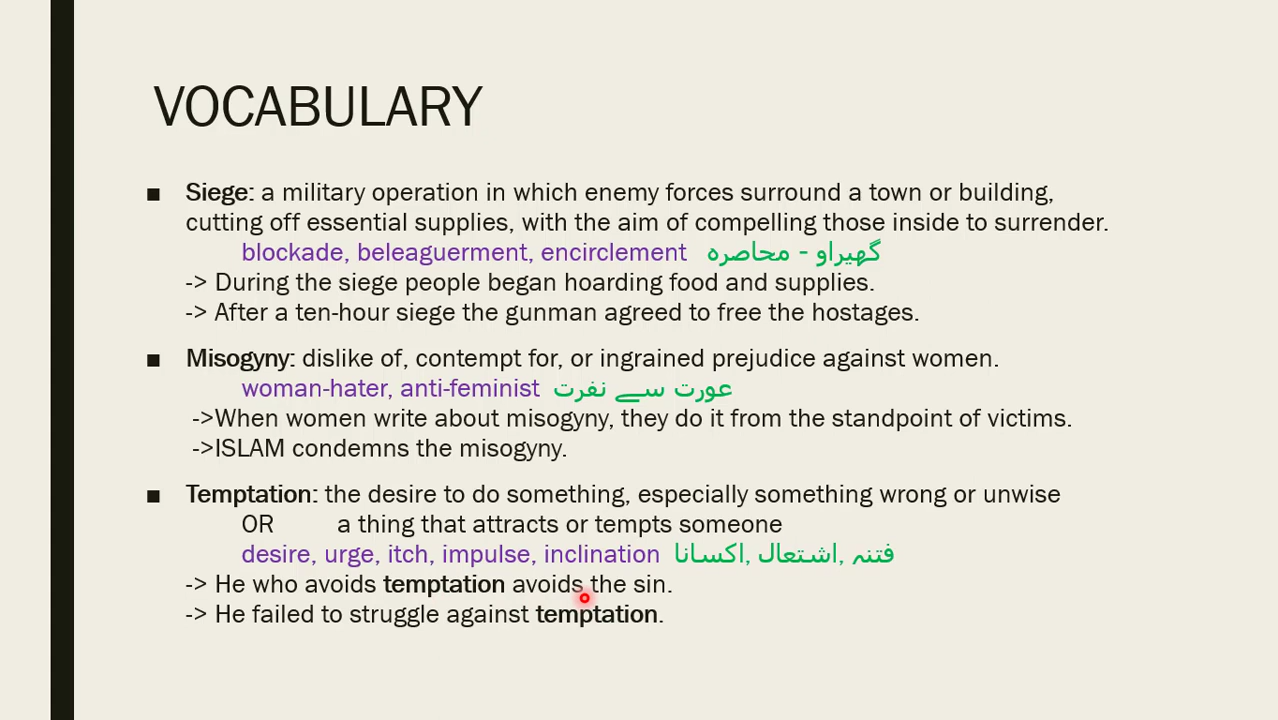 VOCABULARY
▪ Siege: a military operation in which enemy forces surround a town or building,
cutting off essential supplies, with the aim of compelling those inside to surrender.
blockade, beleaguerment, encirclement گھیراو - محاصرہ
-> During the siege people began hoarding food and supplies.
-> After a ten-hour siege the gunman agreed to free the hostages.
▪ Misogyny: dislike of, contempt for, or ingrained prejudice against women.
woman-hater, anti-feminist عورت سے نفرت
->When women write about misogyny, they do it from the standpoint of victims.
->ISLAM condemns the misogyny.
▪ Temptation: the desire to do something, especially something wrong or unwise
OR a thing that attracts or tempts someone
desire, urge, itch, impulse, inclination فتنہ ,اشتعال ,اکسانا
-> He who avoids temptation avoids the sin.
-> He failed to struggle against temptation.